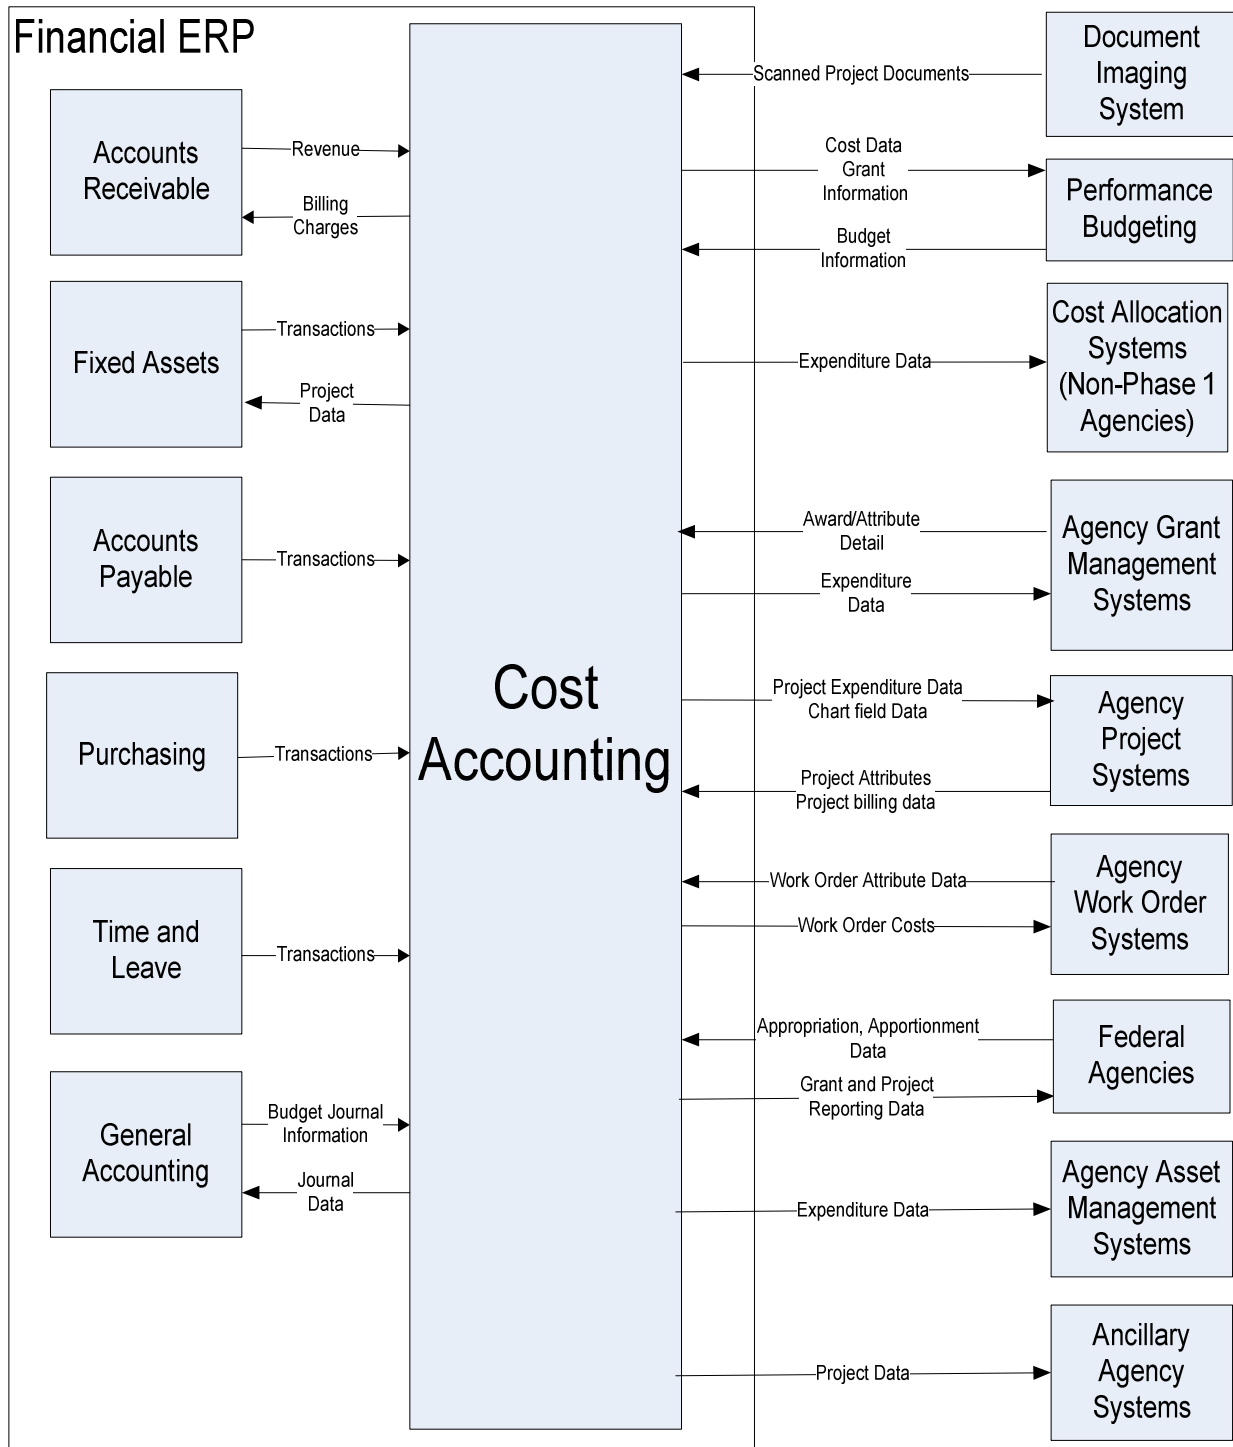 Financial ERP
Accounts
Receivable
Revenue
Billing
Charges
Fixed Assets
Transactions
Project
Data
Accounts
Payable
Transactions
Purchasing
Transactions
Time and
Leave
Transactions
General
Accounting
Budget Journal
Information
Journal
Data
Cost
Accounting
Scanned Project Documents
Document
Imaging
System
Cost Data
Grant
Information
Budget
Information
Performance
Budgeting
Expenditure Data
Cost Allocation
Systems
(Non-Phase 1
Agencies)
Award/Attribute
Detail
Expenditure
Data
Agency Grant
Management
Systems
Project Expenditure Data
Chart field Data
Project Attributes
Project billing data
Agency
Project
Systems
Work Order Attribute Data
Work Order Costs
Agency
Work Order
Systems
Appropriation, Apportionment
Data
Grant and Project
Reporting Data
Federal
Agencies
Expenditure Data
Agency Asset
Management
Systems
Project Data
Ancillary
Agency
Systems